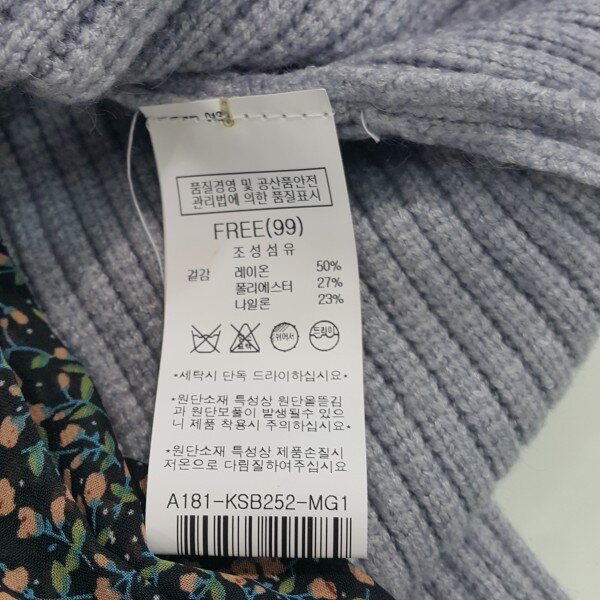 품질경영 및 공산품안전
관리법에 의한 품질표시
FREE(99)
조성섬유
겉감 레이온 50%
폴리에스터 27%
나일론 23%
뉘어서 드라이
*세탁시 단독 드라이하십시요*
*원단소재 특성상 원단올뜯김
과 원단보풀이 발생될수 있으
니 제품 착용시 주의하십시요*
*원단소재 특성상 제품손질시
저온으로 다림질하여주십시요*
A181-KSB252-MG1